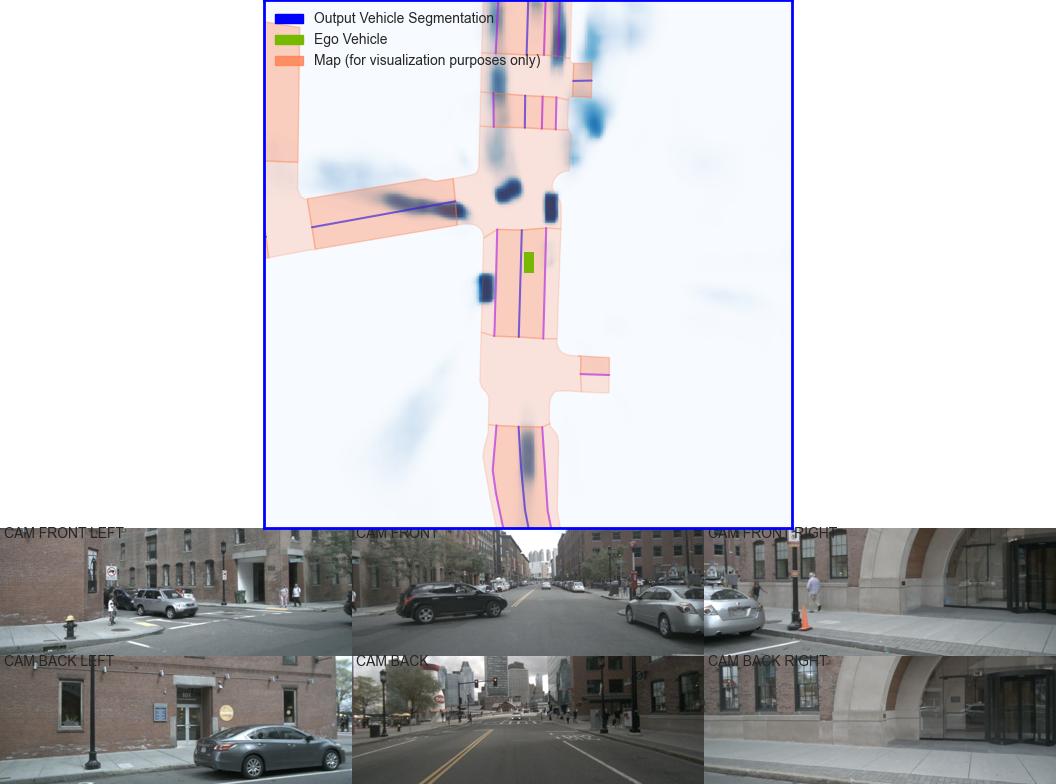 Output Vehicle Segmentation
Ego Vehicle
Map (for visualization purposes only)
CAM FRONT LEFT
CAM FRONT
CAM FRONT RIGHT
CAM BACK LEFT
CAM BACK
CAM BACK RIGHT